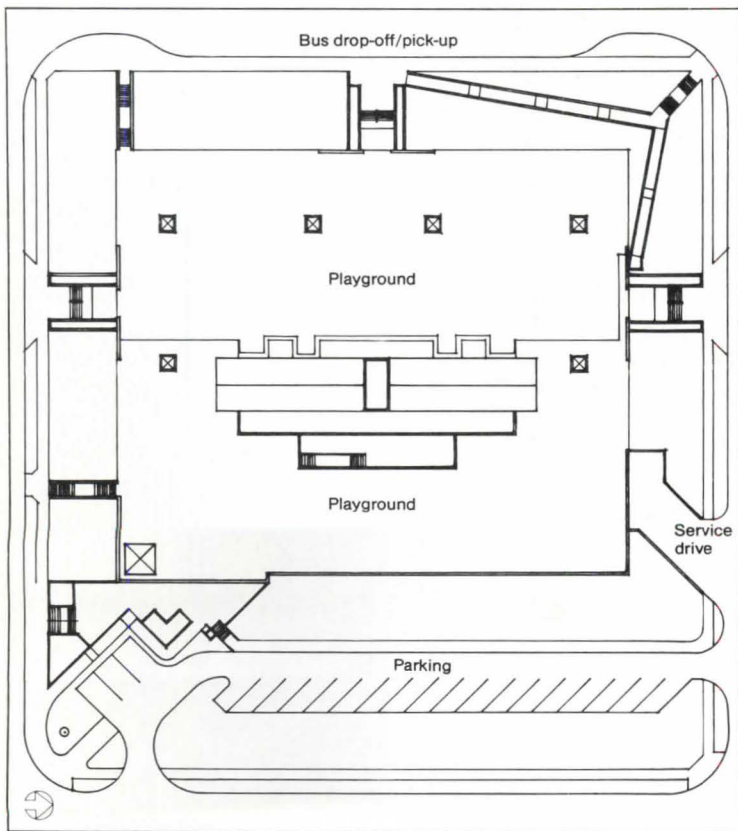 Bus drop-off/pick-up
Playground
Playground
Service
drive
Parking